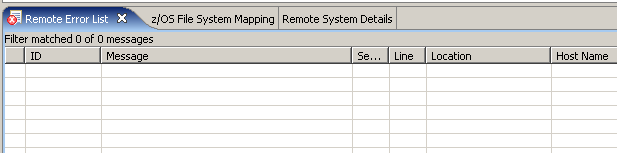 Remote Error List z/OS File System Mapping Remote System Details
Filter matched 0 of 0 messages
ID Message Se... Line Location Host Name